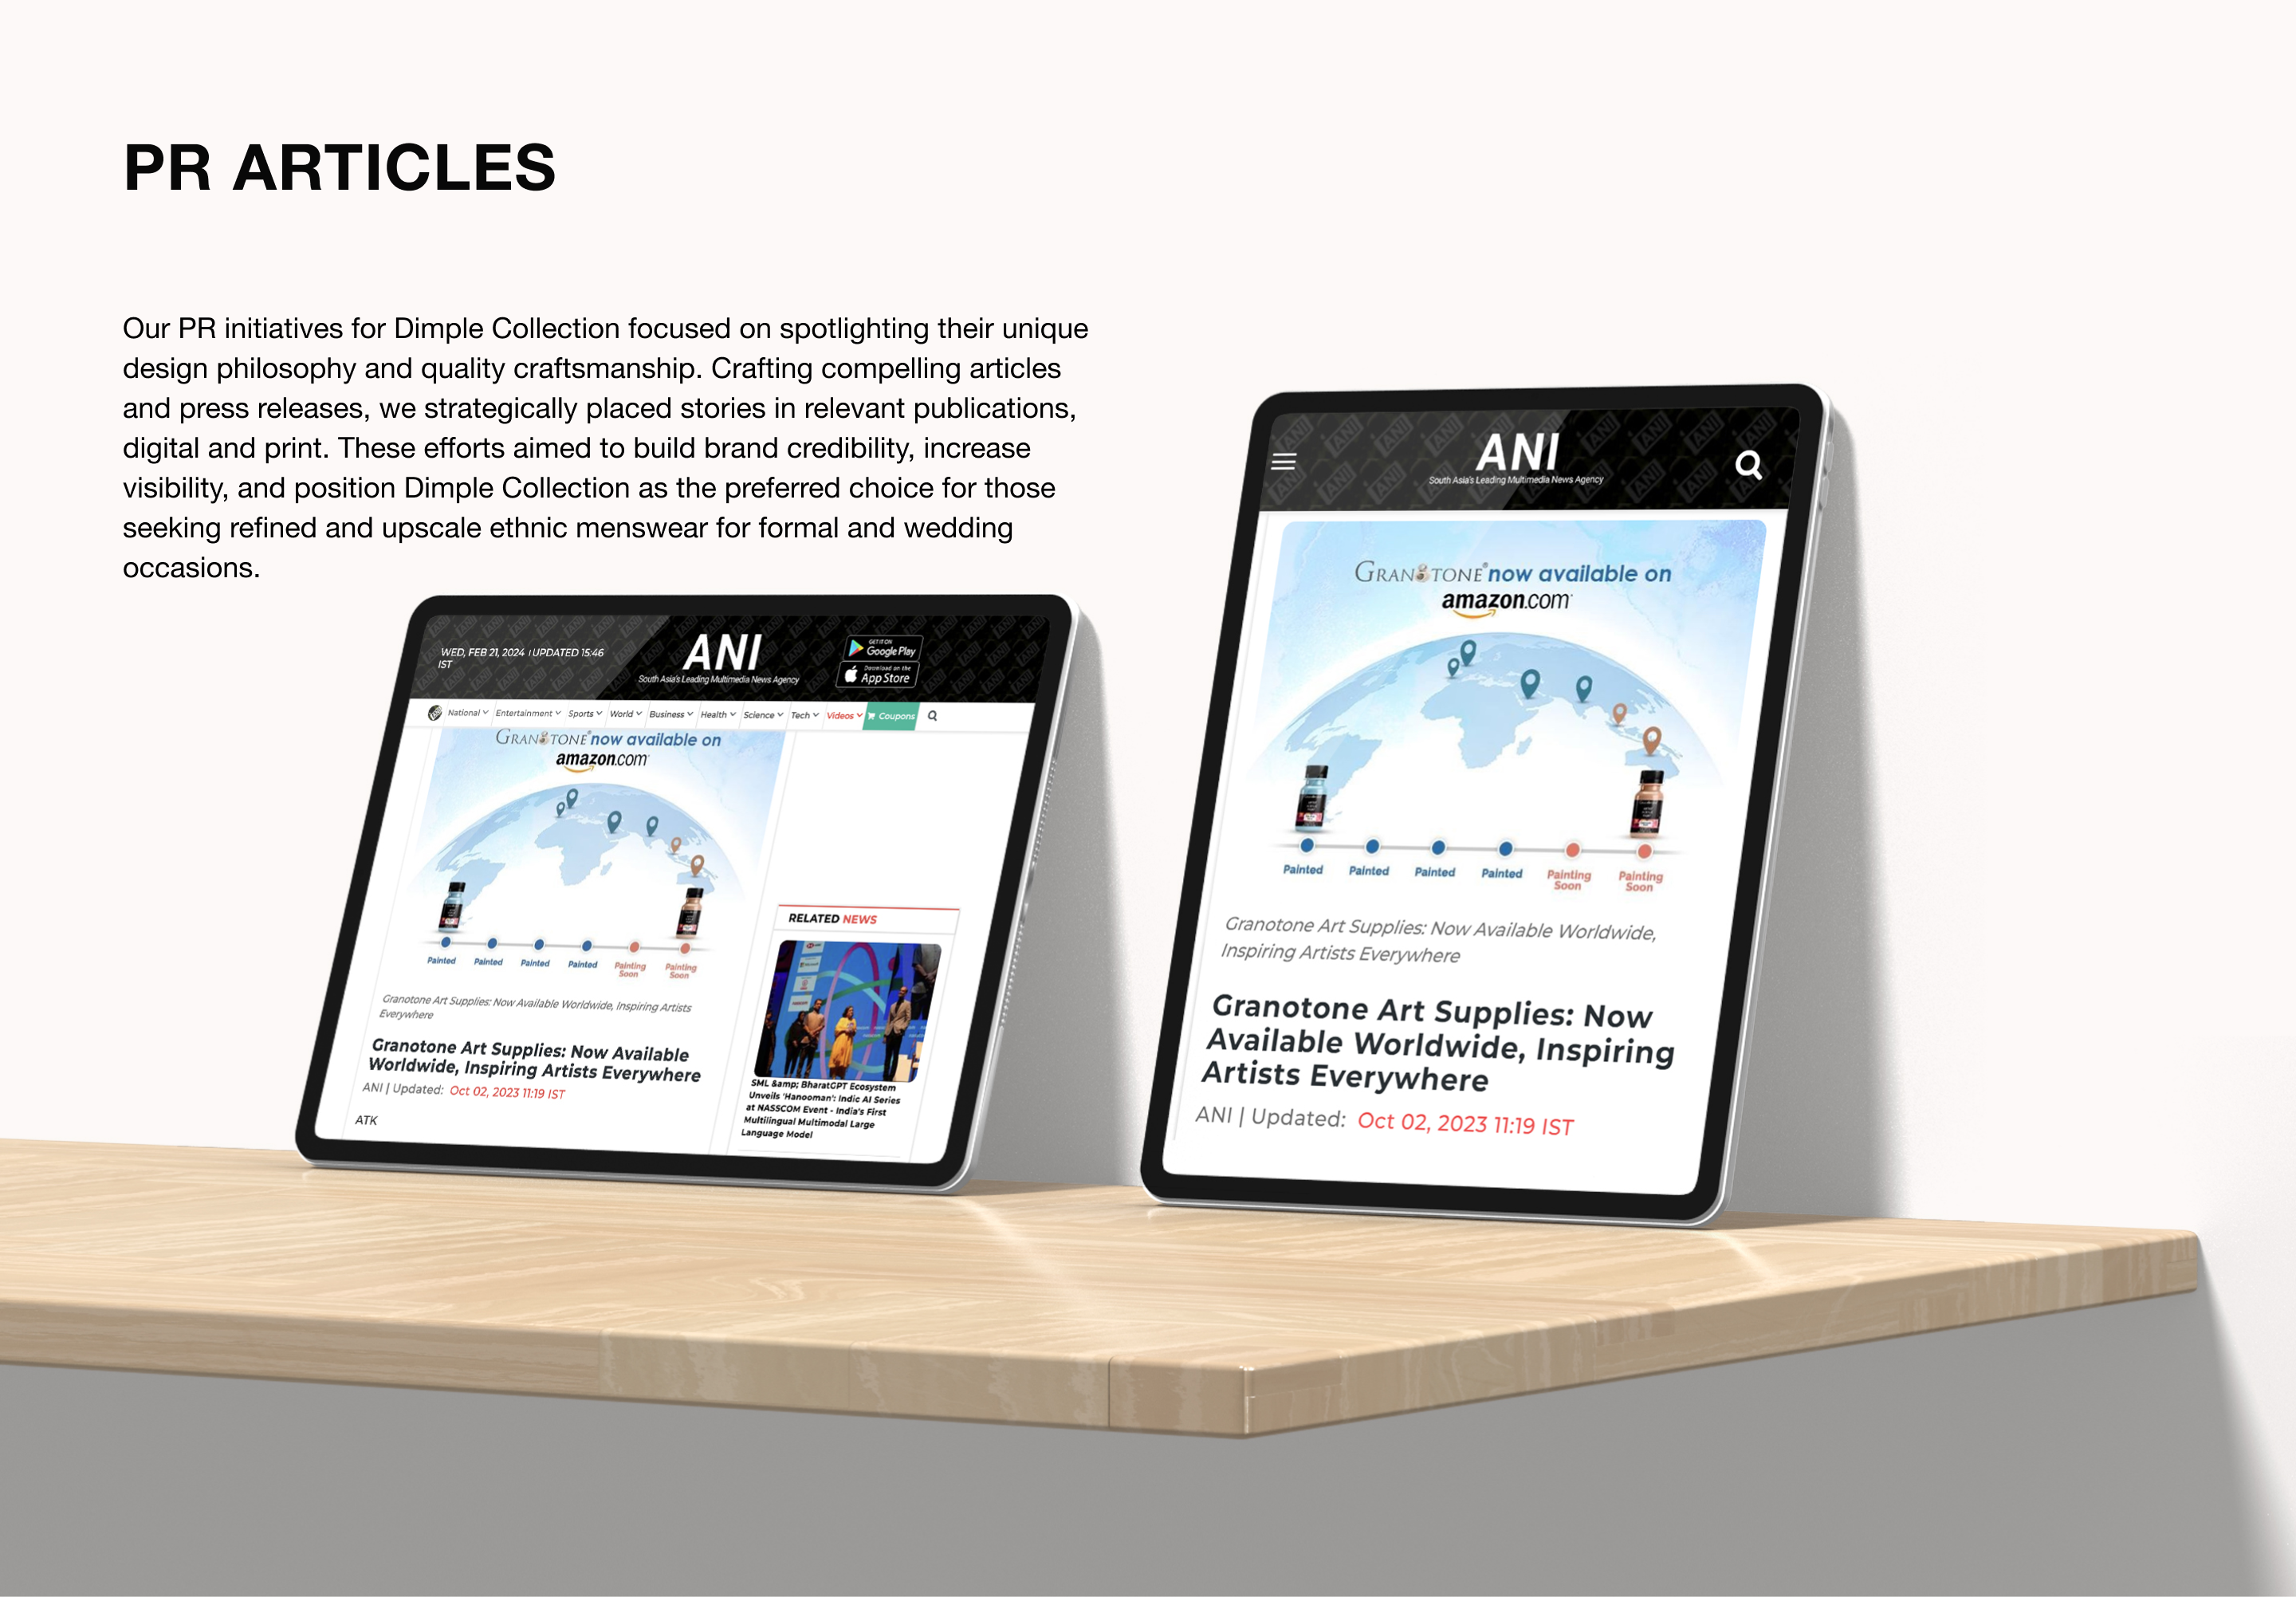 PR ARTICLES
Our PR initiatives for Dimple Collection focused on spotlighting their unique
design philosophy and quality craftsmanship. Crafting compelling articles
and press releases, we strategically placed stories in relevant publications,
digital and print. These efforts aimed to build brand credibility, increase
visibility, and position Dimple Collection as the preferred choice for those
seeking refined and upscale ethnic menswear for formal and wedding
occasions.
WED, FEB 21, 2024 | UPDATED 15:46
IST
ANI
South Asia's Leading Multimedia News Agency
GET IT ON
Google Play
Download on the
App Store
National Entertainment Sports World Business Health Science Tech Videos Coupons
GRANOTONE® now available on
amazon.com
Painted Painted Painted Painted Painting Soon Painting Soon
Granotone Art Supplies: Now Available Worldwide, Inspiring Artists
Everywhere
Granotone Art Supplies: Now Available
Worldwide, Inspiring Artists Everywhere
ANI | Updated: Oct 02, 2023 11:19 IST
ATK
RELATED NEWS
SML &amp; BharatGPT Ecosystem
Unveils 'Hanooman': Indic AI Series
at NASSCOM Event - India's First
Multilingual Multimodal Large
Language Model
ANI
South Asia's Leading Multimedia News Agency
GRANOTONE® now available on
amazon.com
Painted Painted Painted Painted Painting Soon Painting Soon
Granotone Art Supplies: Now Available Worldwide,
Inspiring Artists Everywhere
Granotone Art Supplies: Now
Available Worldwide, Inspiring
Artists Everywhere
ANI | Updated: Oct 02, 2023 11:19 IST